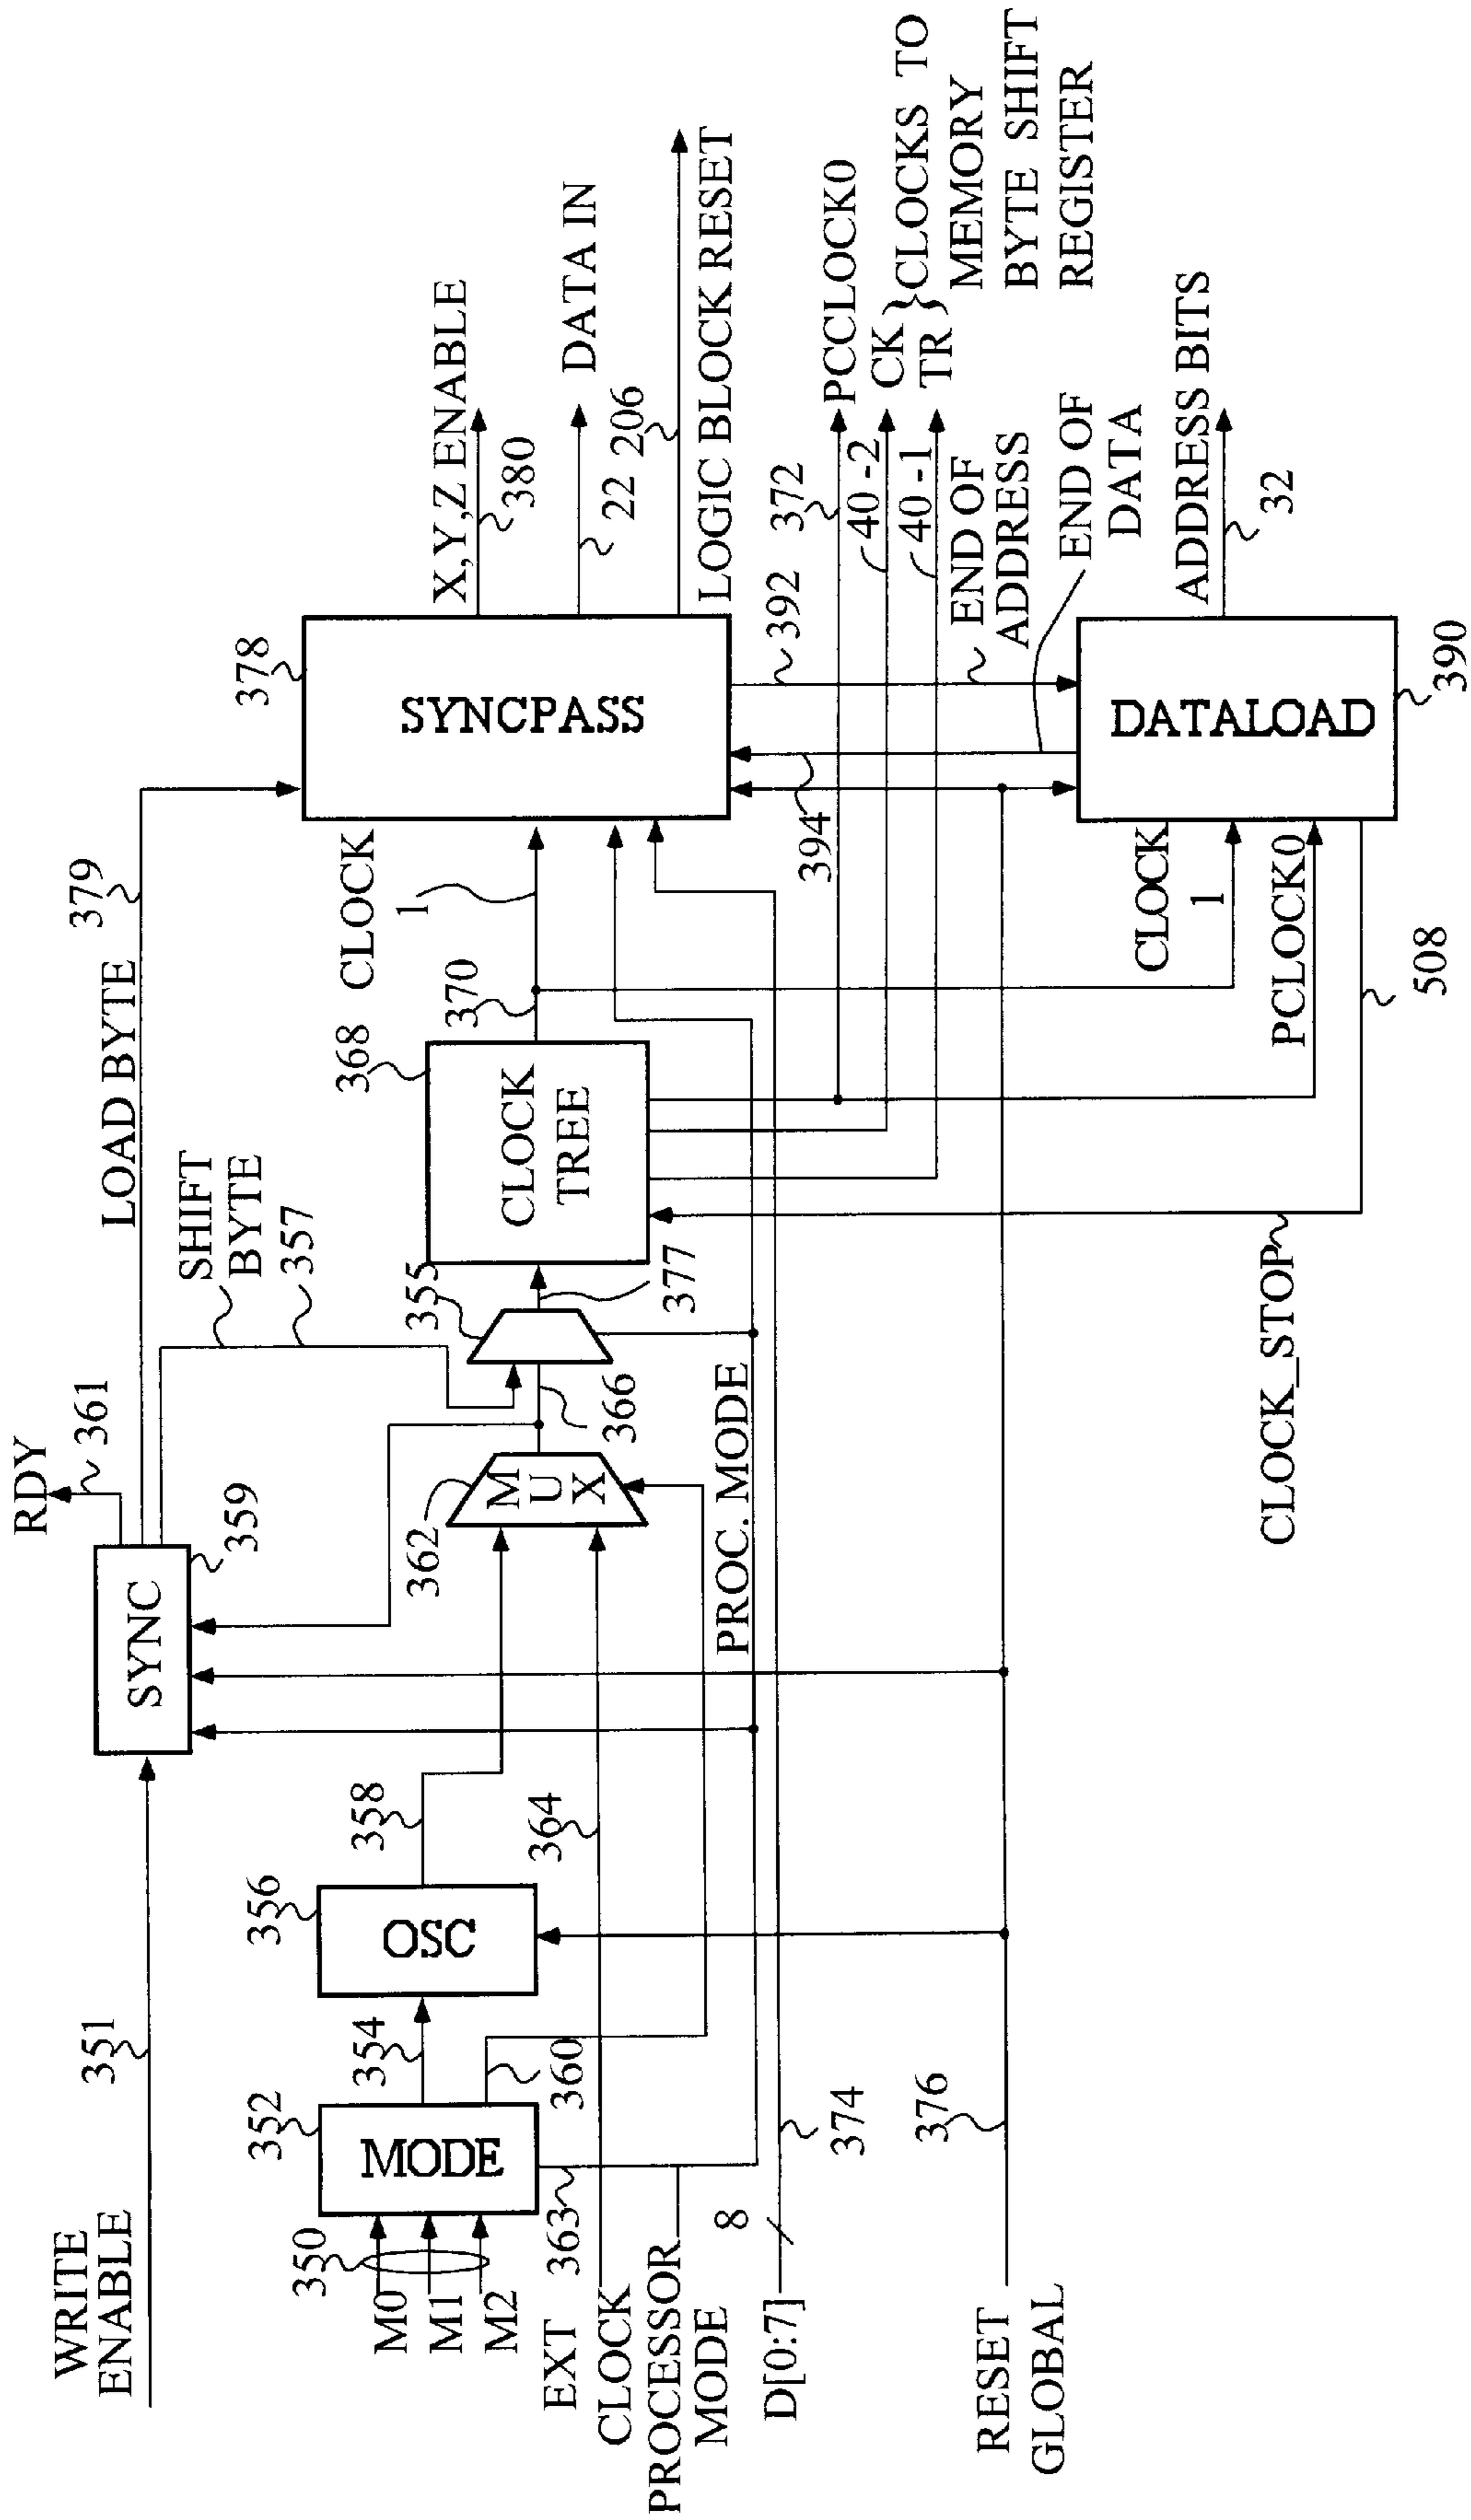 WRITE
ENABLE
351
RDY
361
SYNC
359
LOAD BYTE
379
SHIFT
BYTE
357
350
M0
M1
M2
352
MODE
354
360
363
356
OSC
358
EXT
CLOCK
364
362
MUX
366
355
377
368
CLOCK
TREE
370
CLOCK
1
378
SYNCPASS
X,Y,Z ENABLE
380
DATA IN
22
206
LOGIC BLOCK RESET
PROCESSOR
MODE
PROC. MODE
8
D[0:7]
374
RESET
GLOBAL
376
392
372
PCCLOCK0
40-2
CK
40-1
TR
}CLOCKS TO
MEMORY
BYTE SHIFT
REGISTER
394
END OF
ADDRESS
END OF
DATA
CLOCK
1
PCLOCK0
DATALOAD
390
ADDRESS BITS
32
508
CLOCK_STOP